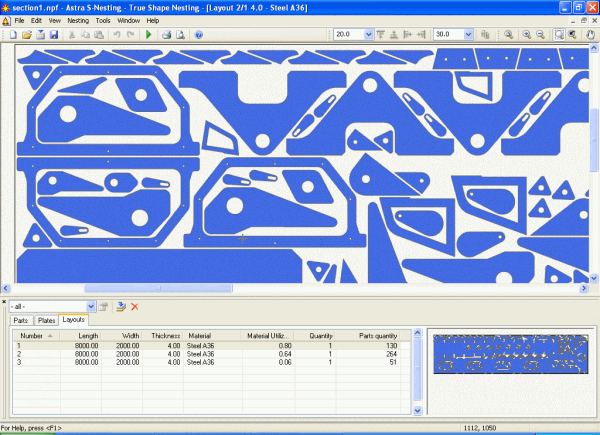 section1.npf - Astra S-Nesting - True Shape Nesting - [Layout 2/1 4.0 - Steel A36]
File Edit View Nesting Tools Window Help
20.0 30.0
- all -
Parts Plates Layouts
Number Length Width Thickness Material Material Utiliz... Quantity Parts quantity
1 8000.00 2000.00 4.00 Steel A36 0.80 1 130
2 8000.00 2000.00 4.00 Steel A36 0.64 1 264
3 8000.00 2000.00 4.00 Steel A36 0.06 1 51
For Help, press <F1> 1112, 1050